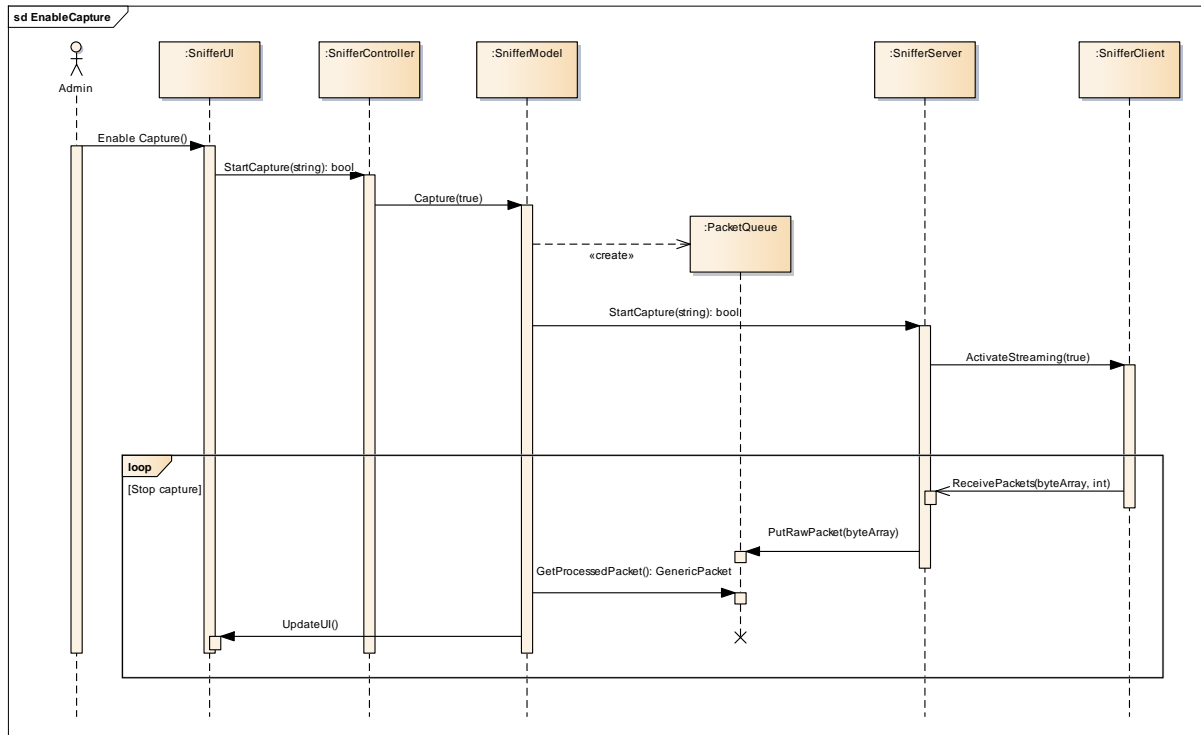 sd EnableCapture
:SnifferUI
:SnifferController
:SnifferModel
:SnifferServer
:SnifferClient
Admin
Enable Capture()
StartCapture(string): bool
Capture(true)
:PacketQueue
«create»
StartCapture(string): bool
ActivateStreaming(true)
loop
[Stop capture]
ReceivePackets(byteArray, int)
PutRawPacket(byteArray)
GetProcessedPacket(): GenericPacket
UpdateUI()